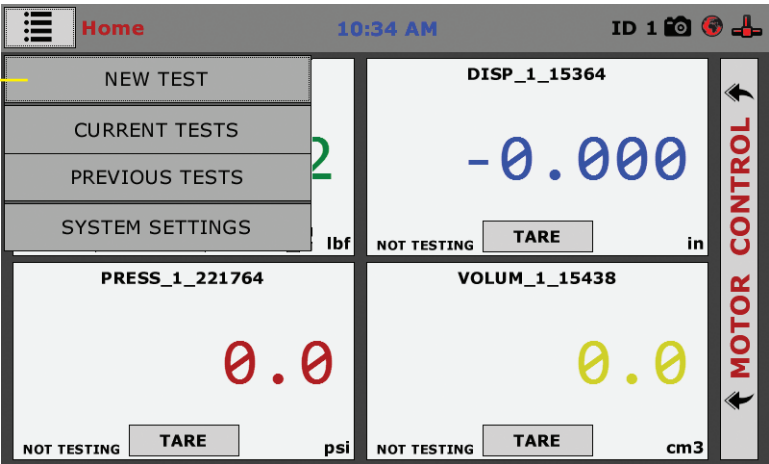 Home
10:34 AM
ID 1
NEW TEST
CURRENT TESTS
PREVIOUS TESTS
SYSTEM SETTINGS
2
lbf
DISP_1_15364
-0.000
NOT TESTING
TARE
in
PRESS_1_221764
0.0
NOT TESTING
TARE
psi
VOLUM_1_15438
0.0
NOT TESTING
TARE
cm3
MOTOR CONTROL